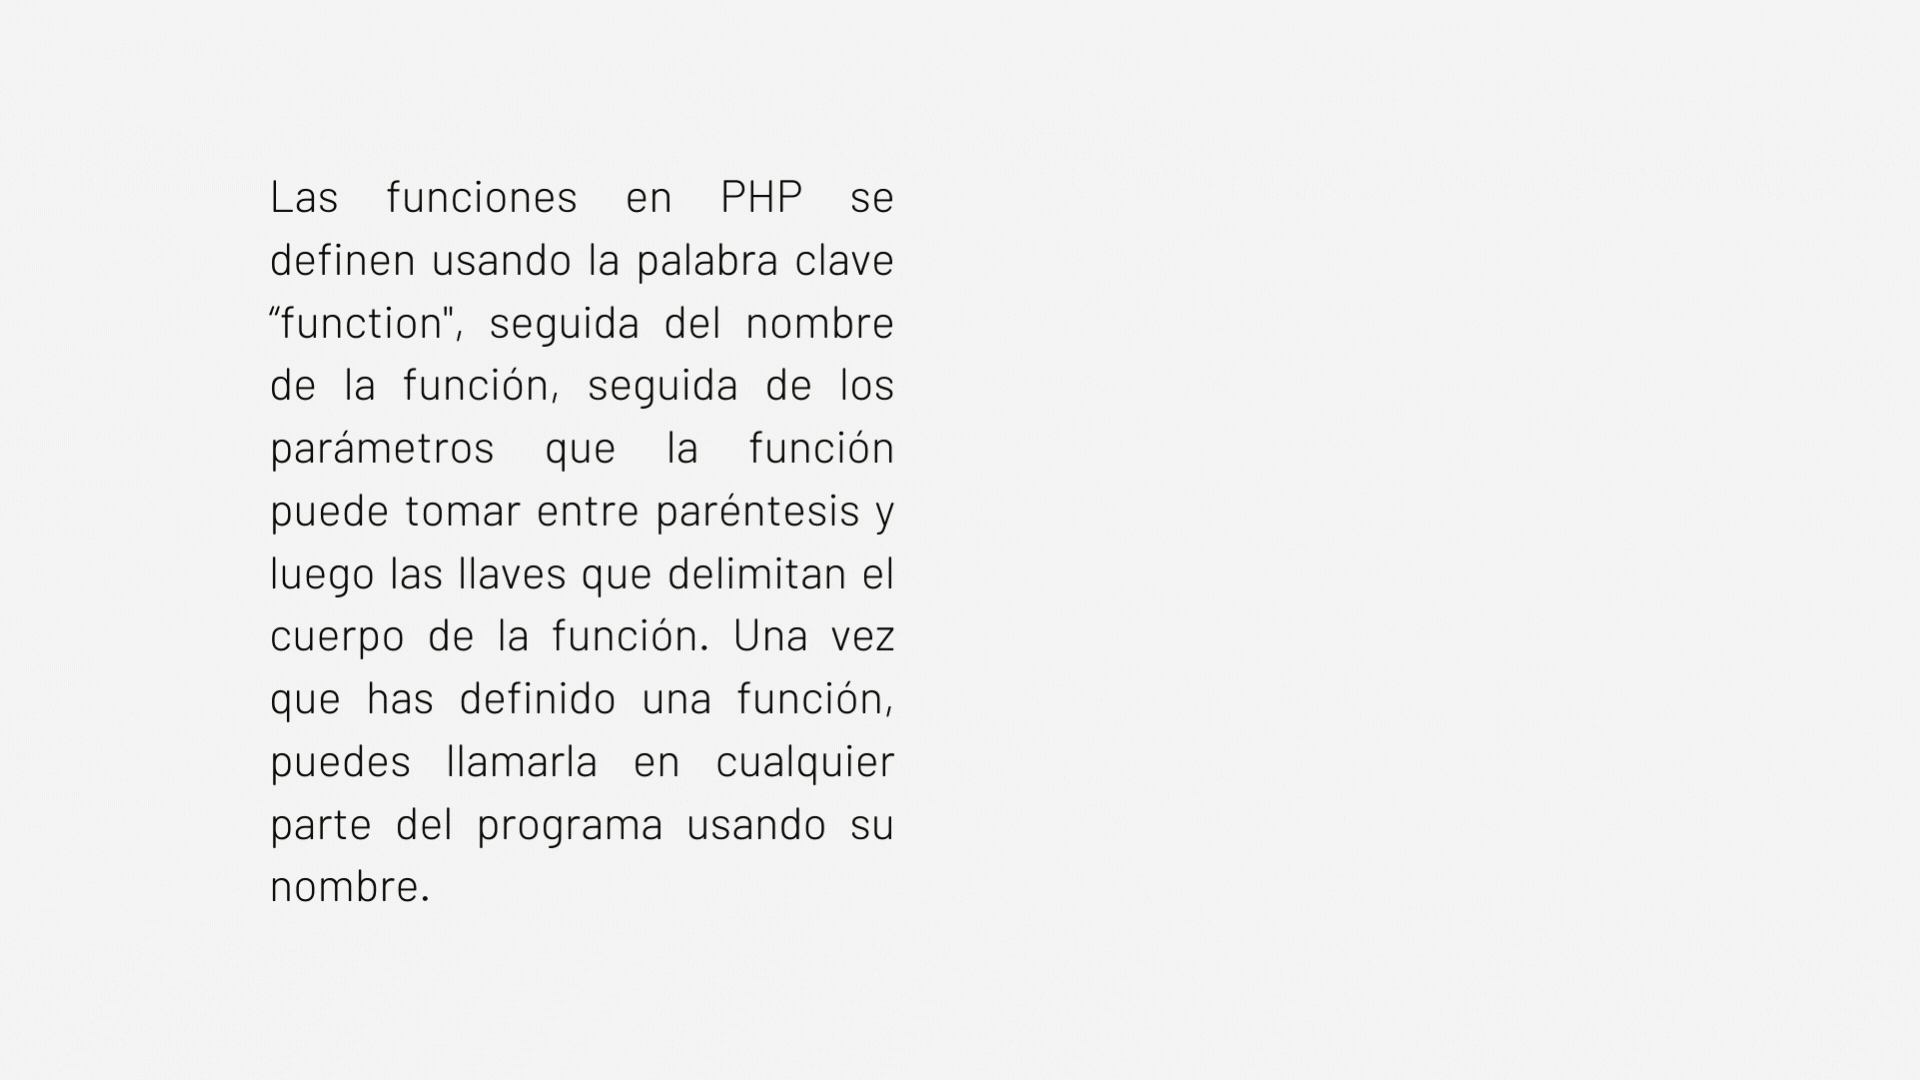 Las funciones en PHP se
definen usando la palabra clave
“function", seguida del nombre
de la función, seguida de los
parámetros que la función
puede tomar entre paréntesis y
luego las llaves que delimitan el
cuerpo de la función. Una vez
que has definido una función,
puedes llamarla en cualquier
parte del programa usando su
nombre.